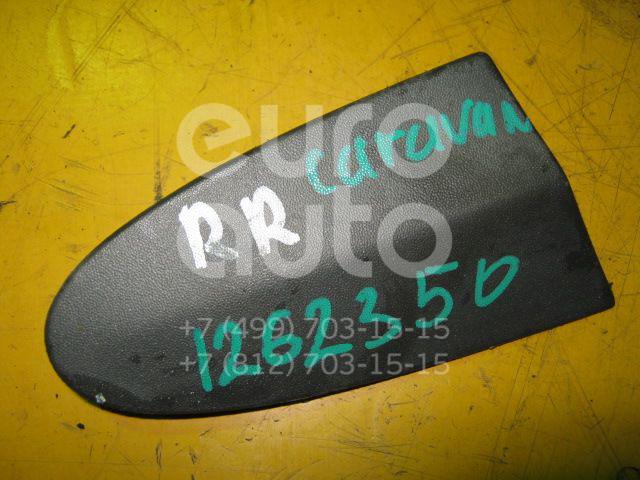 euro
auto
caravan
RR
+7 (499) 703-15-15
+7 (812) 703-15-15
1262350